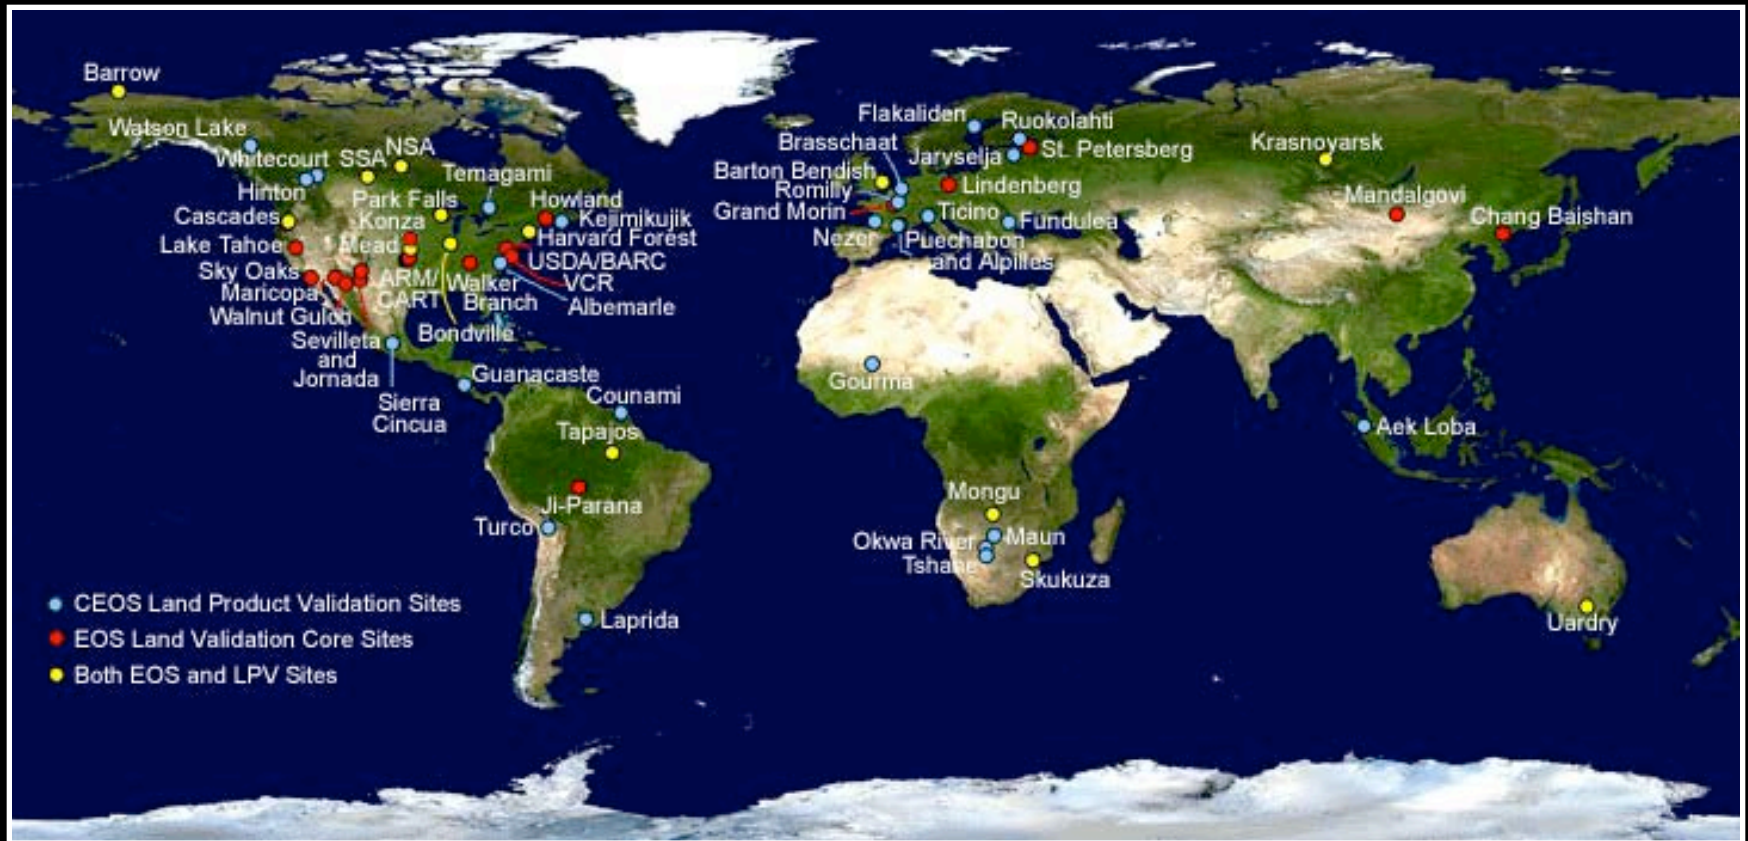 Barrow
Watson Lake
Whitecourt
Hinton
SSA
NSA
Temagami
Cascades
Park Falls
Konza
Howland
Kejimikujik
Harvard Forest
Lake Tahoe
Mead
USDA/BARC
Sky Oaks
ARM/
CART
Walker
Branch
VCR
Albemarle
Maricopa
Walnut Gulch
Bondville
Sevilleta
and
Jornada
Sierra
Cincua
Guanacaste
Counami
Tapajos
Ji-Parana
Turco
Laprida
Flakaliden
Ruokolahti
Brasschaat
Jarvselja
St. Petersberg
Barton Bendish
Romilly
Lindenberg
Grand Morin
Ticino
Fundulea
Nezer
Puechabon
and Alpilles
Krasnoyarsk
Mandalgovi
Chang Baishan
Gourma
Aek Loba
Mongu
Okwa River
Maun
Tshane
Skukuza
Uardry
CEOS Land Product Validation Sites
EOS Land Validation Core Sites
Both EOS and LPV Sites